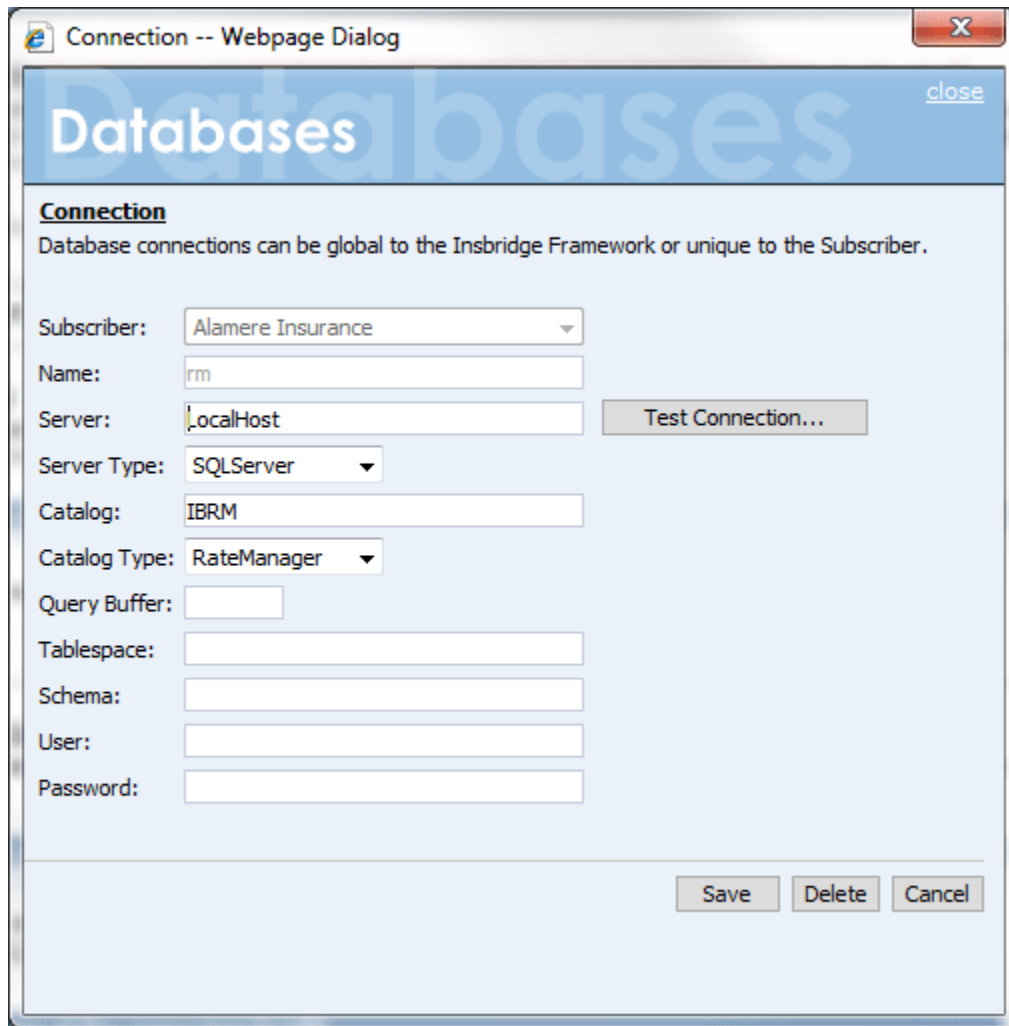 Connection -- Webpage Dialog
Databases
close
Databases
Connection
Database connections can be global to the Insbridge Framework or unique to the Subscriber.
Subscriber: Alamere Insurance
Name: rm
Server: LocalHost Test Connection...
Server Type: SQLServer
Catalog: IBRM
Catalog Type: RateManager
Query Buffer:
Tablespace:
Schema:
User:
Password:
Save Delete Cancel